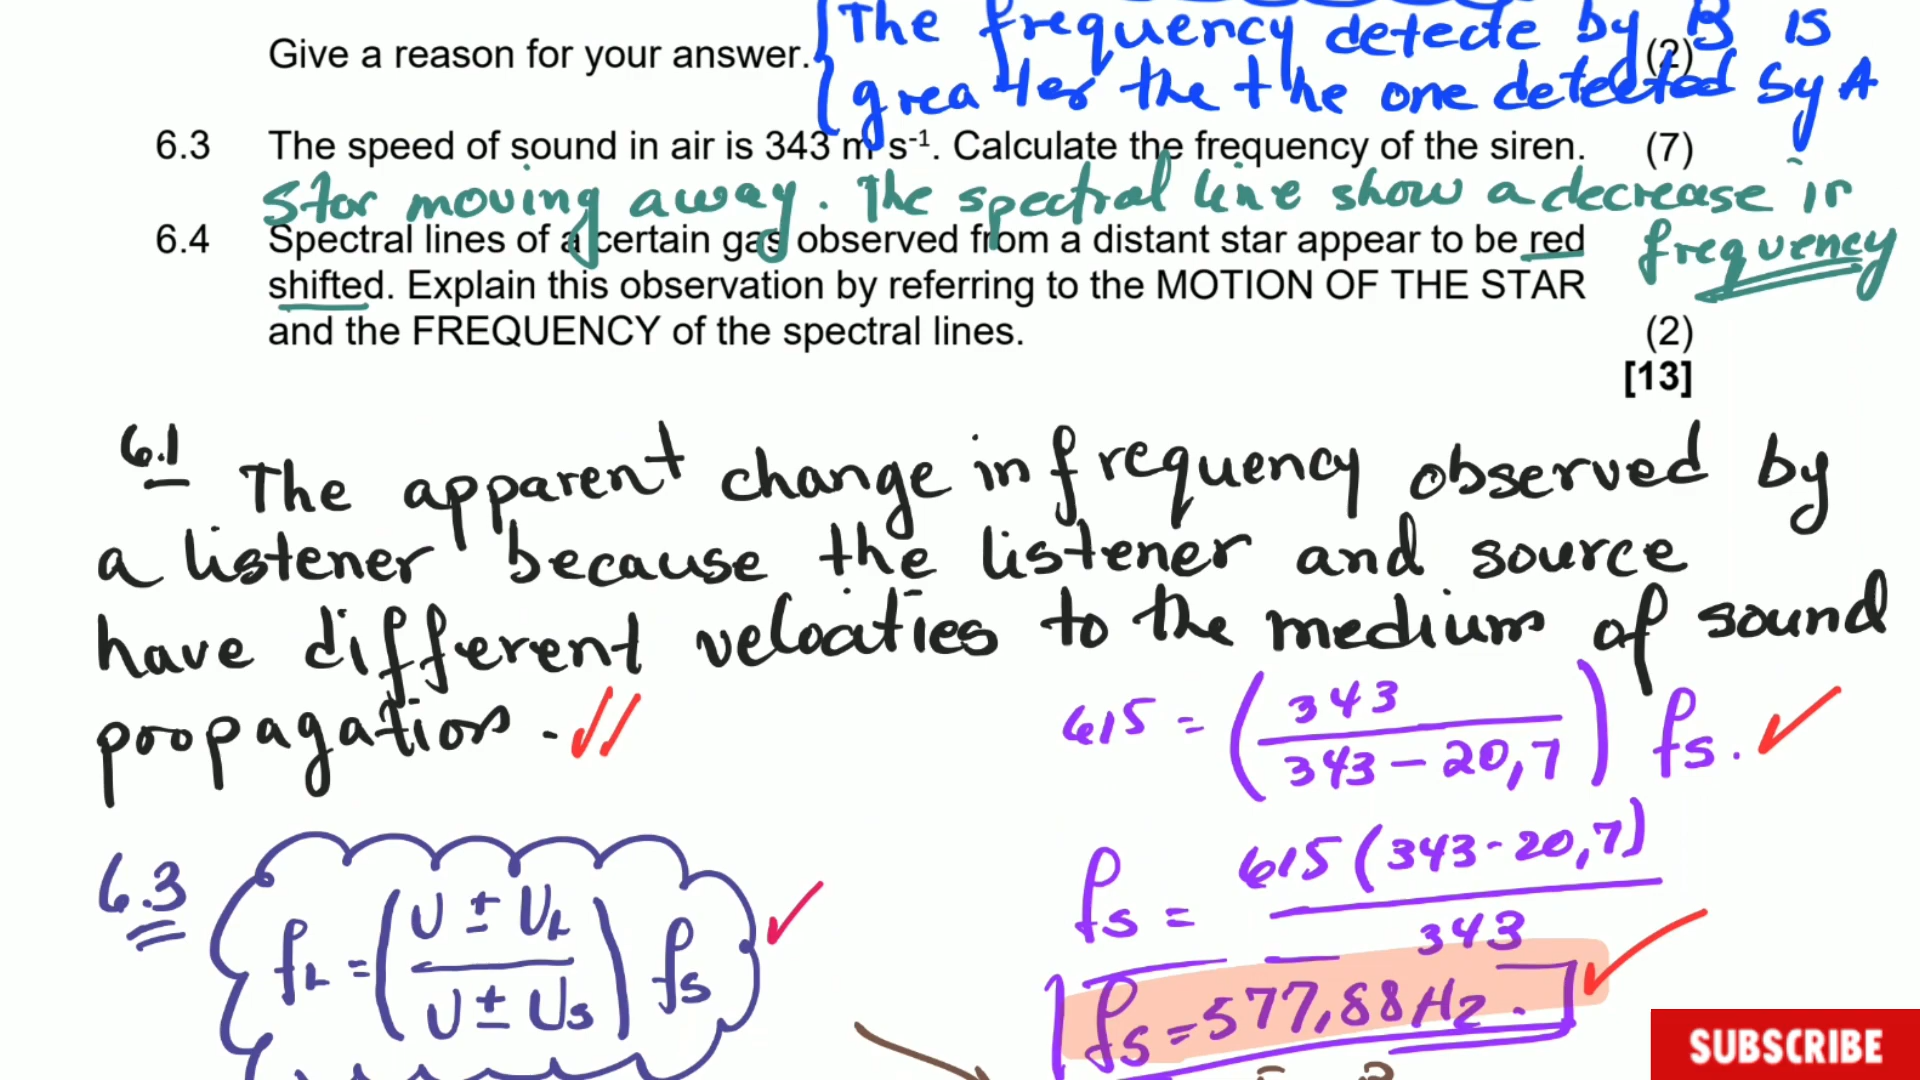 The frequency detecte by B is
Give a reason for your answer. (2)
greater the the one detected by A
6.3 The speed of sound in air is 343 m·s⁻¹. Calculate the frequency of the siren. (7)
Star moving away. The spectral line show a decrease in
frequency
6.4 Spectral lines of a certain gas observed from a distant star appear to be red
shifted. Explain this observation by referring to the MOTION OF THE STAR
and the FREQUENCY of the spectral lines. (2)
[13]
6.1 The apparent change in frequency observed by
a listener because the listener and source
have different velocities to the medium of sound
propagation.
615 = (343 / 343 - 20,7) fs.
fs = 615 (343 - 20,7) / 343
fs = 577,88 Hz.
6.3 fL = (υ ± υL / υ ± υs) fs
SUBSCRIBE